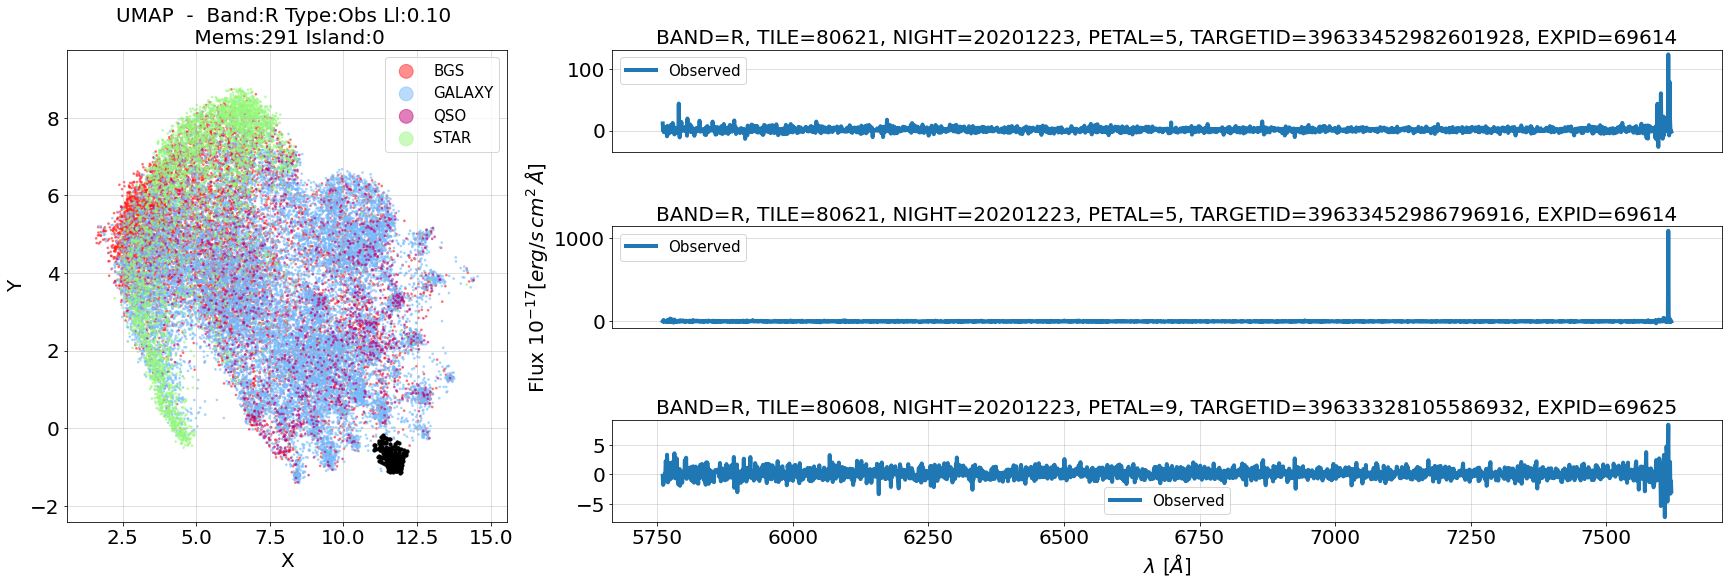 UMAP - Band:R Type:Obs Ll:0.10
Mems:291 Island:0
BGS
GALAXY
QSO
STAR
8
6
4
2
0
−2
Y
2.5 5.0 7.5 10.0 12.5 15.0
X
BAND=R, TILE=80621, NIGHT=20201223, PETAL=5, TARGETID=39633452982601928, EXPID=69614
100
0
Observed
BAND=R, TILE=80621, NIGHT=20201223, PETAL=5, TARGETID=39633452986796916, EXPID=69614
1000
0
Observed
Flux 10⁻¹⁷[erg/s cm² Å]
BAND=R, TILE=80608, NIGHT=20201223, PETAL=9, TARGETID=39633328105586932, EXPID=69625
5
0
−5
Observed
5750 6000 6250 6500 6750 7000 7250 7500
λ [Å]